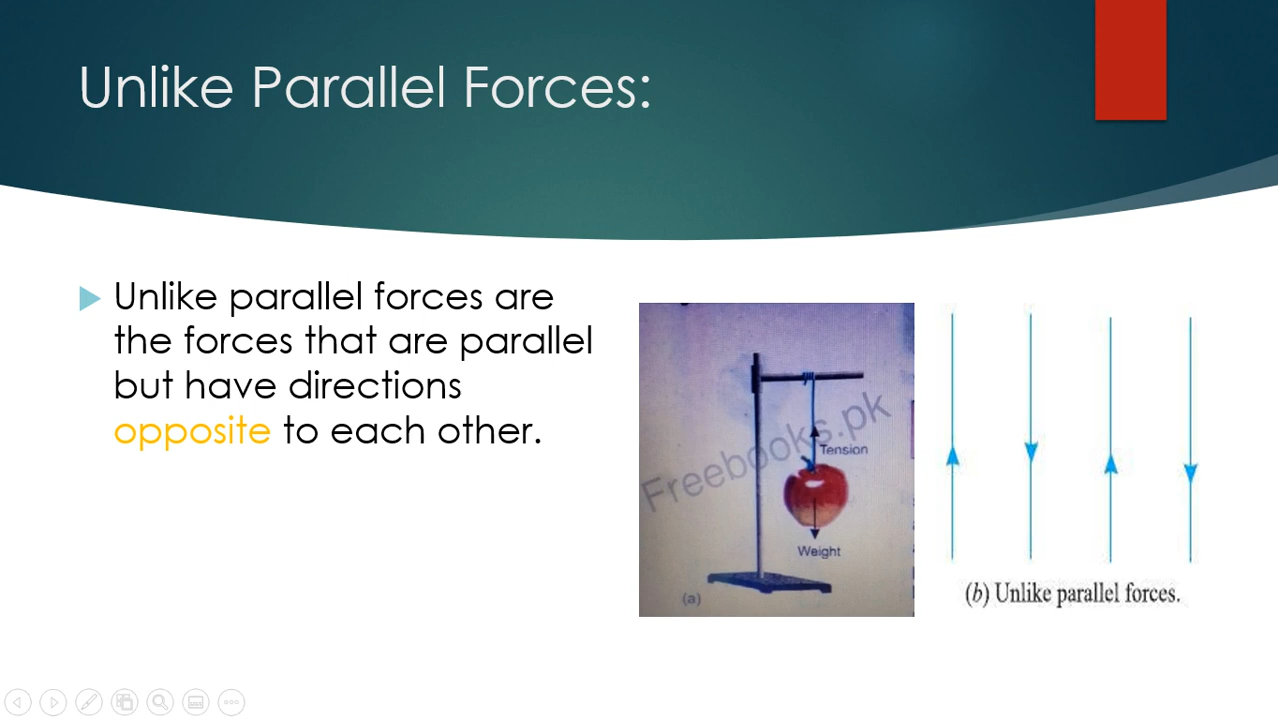 Unlike Parallel Forces:
Unlike parallel forces are
the forces that are parallel
but have directions
opposite to each other.
Freebooks.pk
Tension
Weight
(a)
(b) Unlike parallel forces.